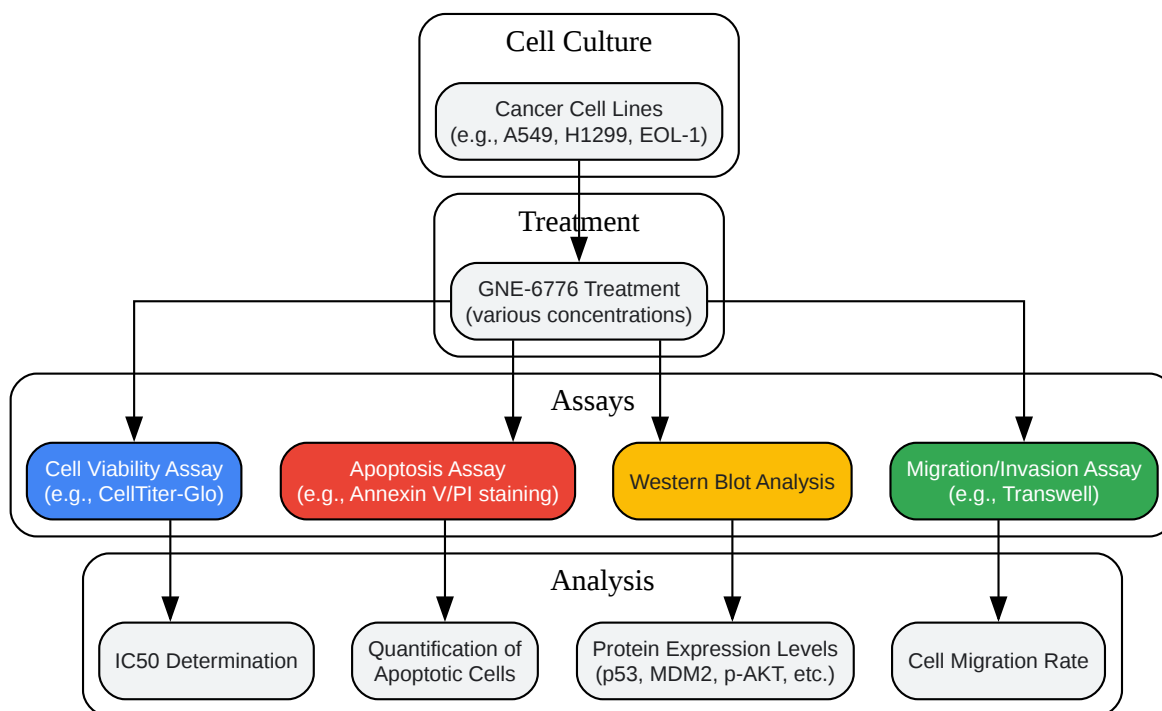 Cell Culture
Cancer Cell Lines
(e.g., A549, H1299, EOL-1)
Treatment
GNE-6776 Treatment
(various concentrations)
Assays
Cell Viability Assay
(e.g., CellTiter-Glo)
Apoptosis Assay
(e.g., Annexin V/PI staining)
Western Blot Analysis
Migration/Invasion Assay
(e.g., Transwell)
Analysis
IC50 Determination
Quantification of
Apoptotic Cells
Protein Expression Levels
(p53, MDM2, p-AKT, etc.)
Cell Migration Rate